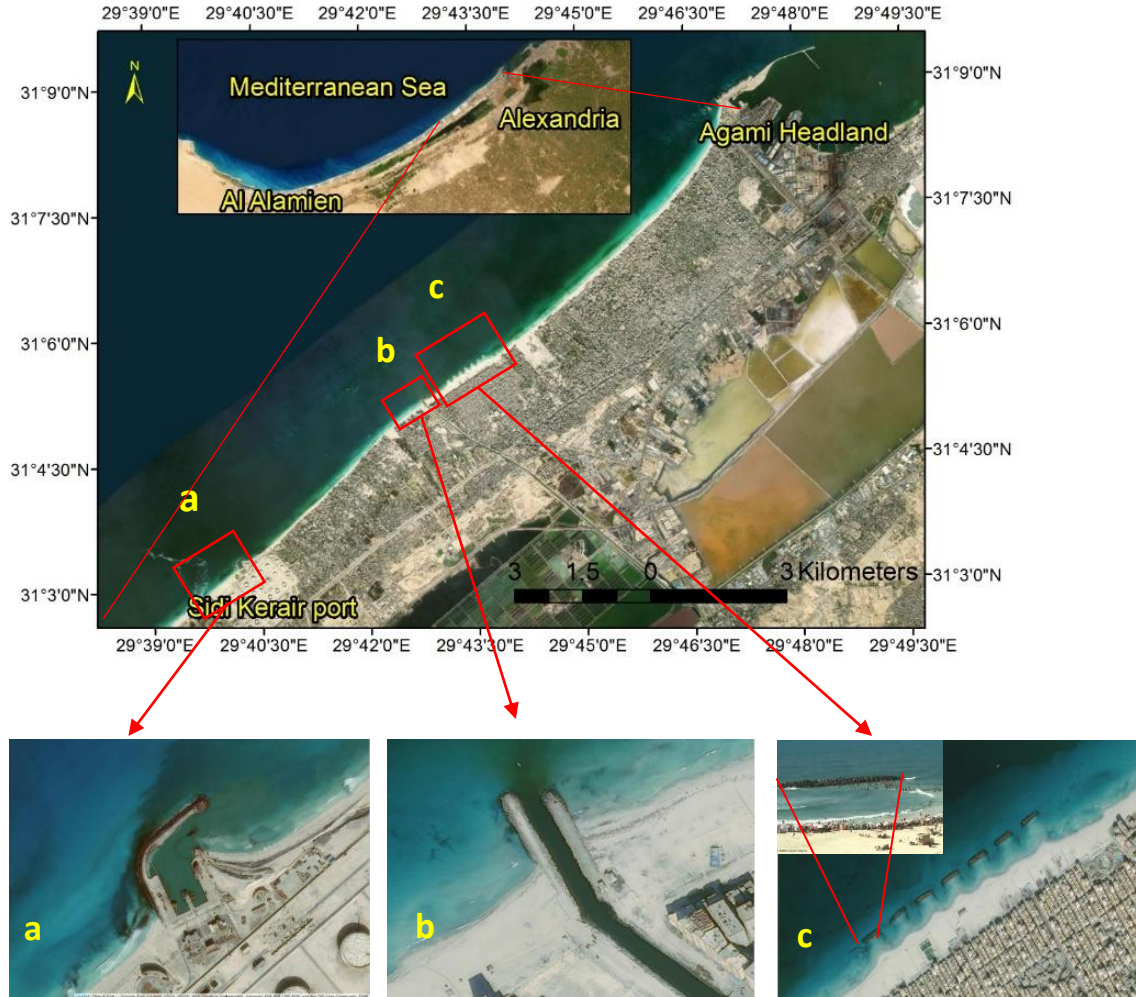 29°39'0"E 29°40'30"E 29°42'0"E 29°43'30"E 29°45'0"E 29°46'30"E 29°48'0"E 29°49'30"E
N
Mediterranean Sea
Alexandria
Al Alamien
Agami Headland
31°9'0"N 31°9'0"N
31°7'30"N 31°7'30"N
c
31°6'0"N 31°6'0"N
b
31°4'30"N 31°4'30"N
a
3 1.5 0 3 Kilometers
31°3'0"N 31°3'0"N
Sidi Kerair port
29°39'0"E 29°40'30"E 29°42'0"E 29°43'30"E 29°45'0"E 29°46'30"E 29°48'0"E 29°49'30"E
a
b
c